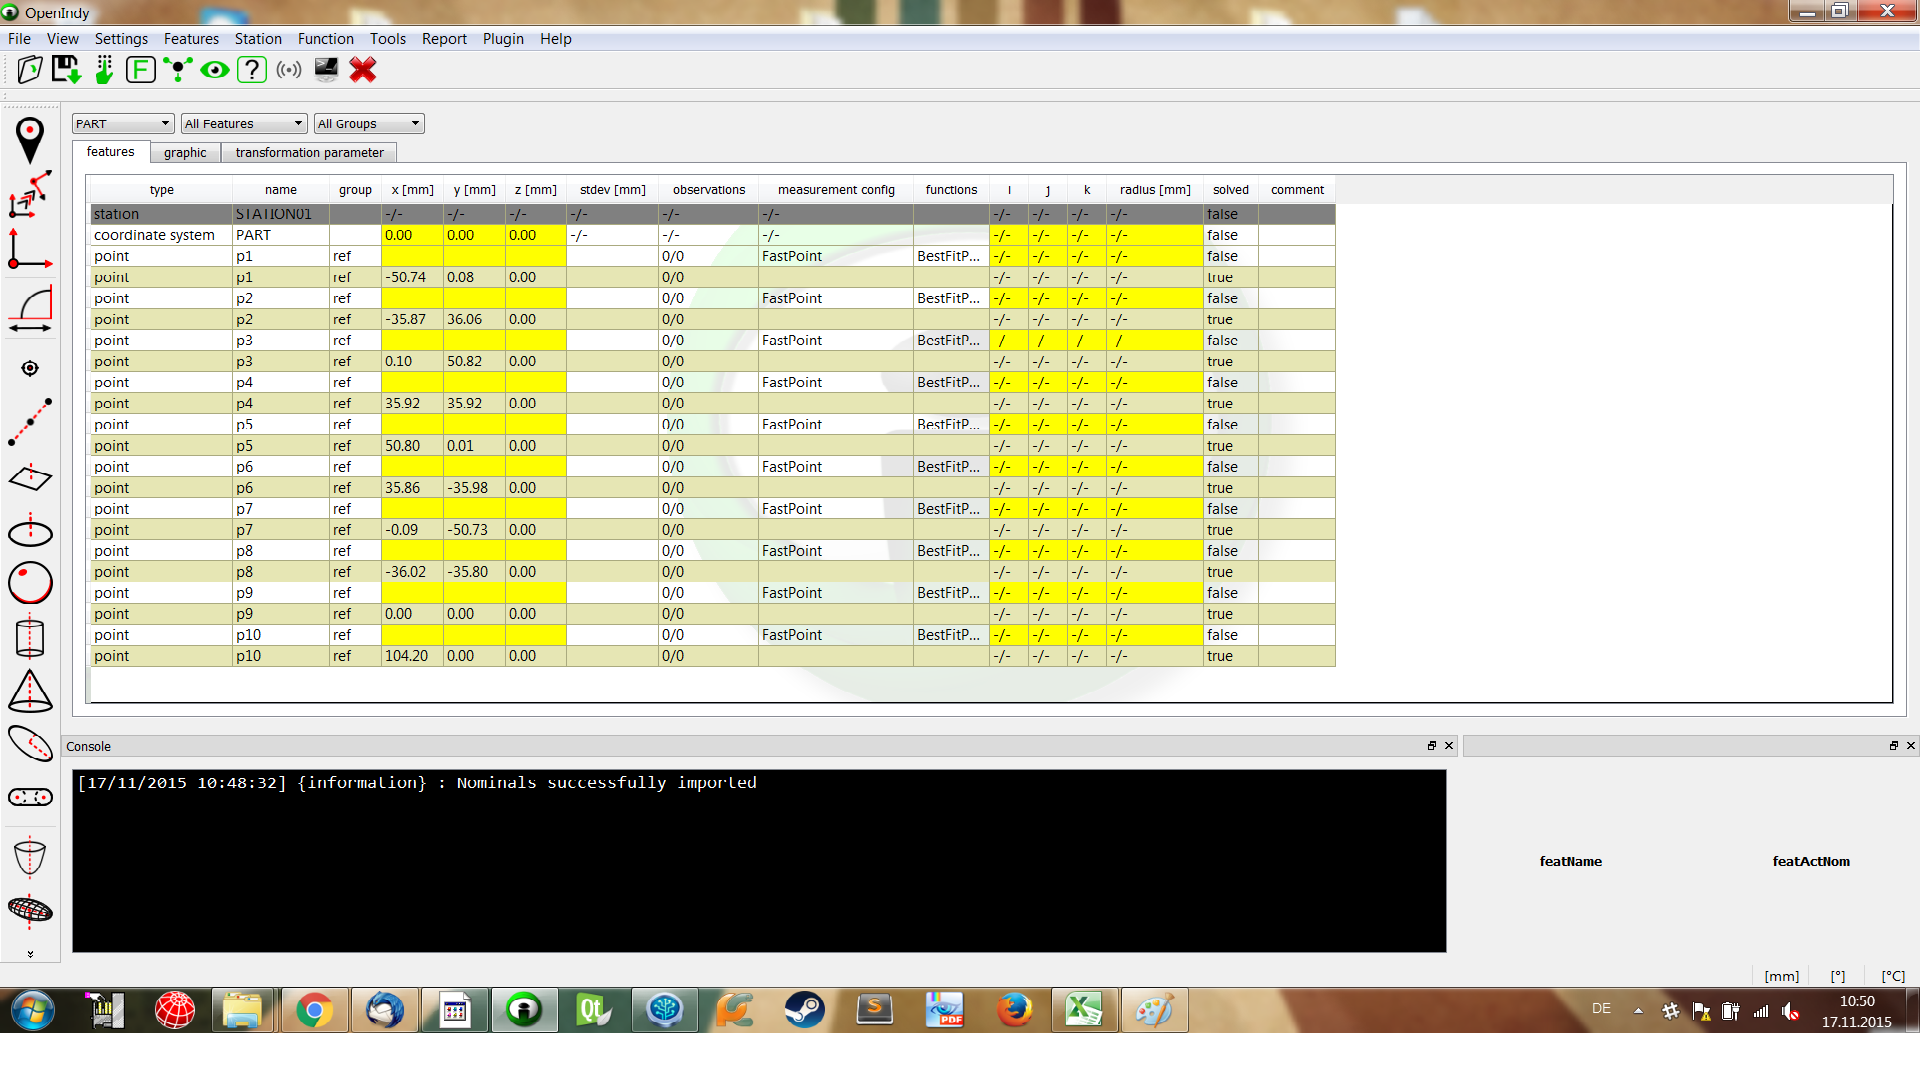 OpenIndy
File View Settings Features Station Function Tools Report Plugin Help
PART All Features All Groups
features graphic transformation parameter
type name group x [mm] y [mm] z [mm] stdev [mm] observations measurement config functions i j k radius [mm] solved comment
station STATION01 -/- -/- -/- -/- -/- -/- -/- -/- -/- -/- false
coordinate system PART 0.00 0.00 0.00 -/- -/- -/- -/- -/- -/- -/- false
point p1 ref 0/0 FastPoint BestFitP... -/- -/- -/- -/- false
point p1 ref -50.74 0.08 0.00 0/0 -/- -/- -/- -/- true
point p2 ref 0/0 FastPoint BestFitP... -/- -/- -/- -/- false
point p2 ref -35.87 36.06 0.00 0/0 -/- -/- -/- -/- true
point p3 ref 0/0 FastPoint BestFitP... / / / / false
point p3 ref 0.10 50.82 0.00 0/0 -/- -/- -/- -/- true
point p4 ref 0/0 FastPoint BestFitP... -/- -/- -/- -/- false
point p4 ref 35.92 35.92 0.00 0/0 -/- -/- -/- -/- true
point p5 ref 0/0 FastPoint BestFitP... -/- -/- -/- -/- false
point p5 ref 50.80 0.01 0.00 0/0 -/- -/- -/- -/- true
point p6 ref 0/0 FastPoint BestFitP... -/- -/- -/- -/- false
point p6 ref 35.86 -35.98 0.00 0/0 -/- -/- -/- -/- true
point p7 ref 0/0 FastPoint BestFitP... -/- -/- -/- -/- false
point p7 ref -0.09 -50.73 0.00 0/0 -/- -/- -/- -/- true
point p8 ref 0/0 FastPoint BestFitP... -/- -/- -/- -/- false
point p8 ref -36.02 -35.80 0.00 0/0 -/- -/- -/- -/- true
point p9 ref 0/0 FastPoint BestFitP... -/- -/- -/- -/- false
point p9 ref 0.00 0.00 0.00 0/0 -/- -/- -/- -/- true
point p10 ref 0/0 FastPoint BestFitP... -/- -/- -/- -/- false
point p10 ref 104.20 0.00 0.00 0/0 -/- -/- -/- -/- true
Console
[17/11/2015 10:48:32] {information} : Nominals successfully imported
featName featActNom
[mm] [°] [°C]
DE 10:50
17.11.2015